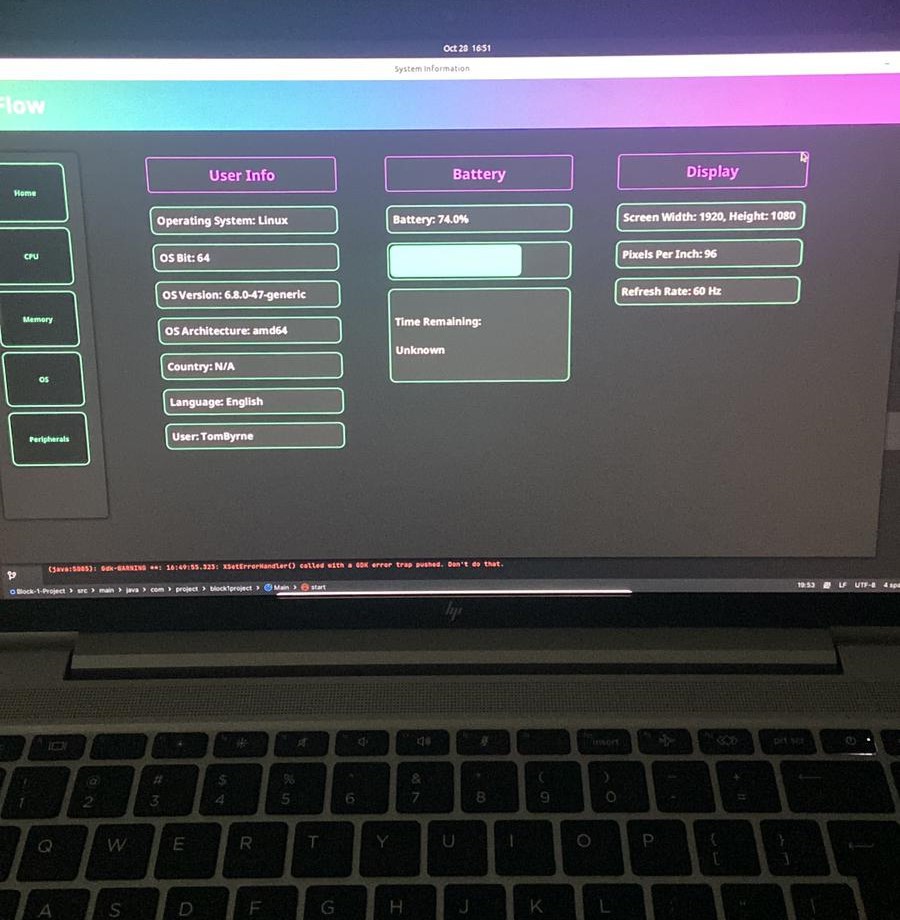 Oct 28 16:51
System Information
Flow
Home
CPU
Memory
OS
Peripherals
User Info
Operating System: Linux
OS Bit: 64
OS Version: 6.8.0-47-generic
OS Architecture: amd64
Country: N/A
Language: English
User: TomByrne
Battery
Battery: 74.0%
Time Remaining:
Unknown
Display
Screen Width: 1920, Height: 1080
Pixels Per Inch: 96
Refresh Rate: 60 Hz
(java:5085): Gdk-WARNING **: 16:49:55.323: XSetErrorHandler() called with a GDK error trap pushed. Don't do that.
Block-1-Project > src > main > java > com > project > block1project > Main > start
19:53 LF UTF-8 4 spa
hp
insert
prt scr
! @ # $ % ^ & * ( ) _ +
1 2 3 4 5 6 7 8 9 0 - =
Q W E R T Y U I O P { }
[ ]
A S D F G H J K L